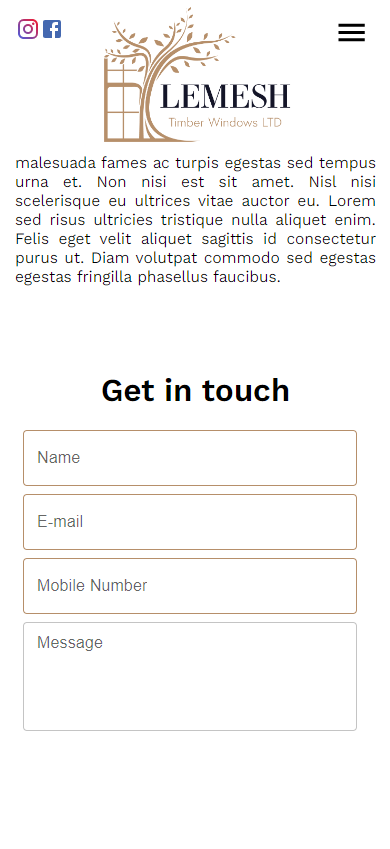 LEMESH
Timber Windows LTD
malesuada fames ac turpis egestas sed tempus
urna et. Non nisi est sit amet. Nisl nisi
scelerisque eu ultrices vitae auctor eu. Lorem
sed risus ultricies tristique nulla aliquet enim.
Felis eget velit aliquet sagittis id consectetur
purus ut. Diam volutpat commodo sed egestas
egestas fringilla phasellus faucibus.
Get in touch
Name
E-mail
Mobile Number
Message